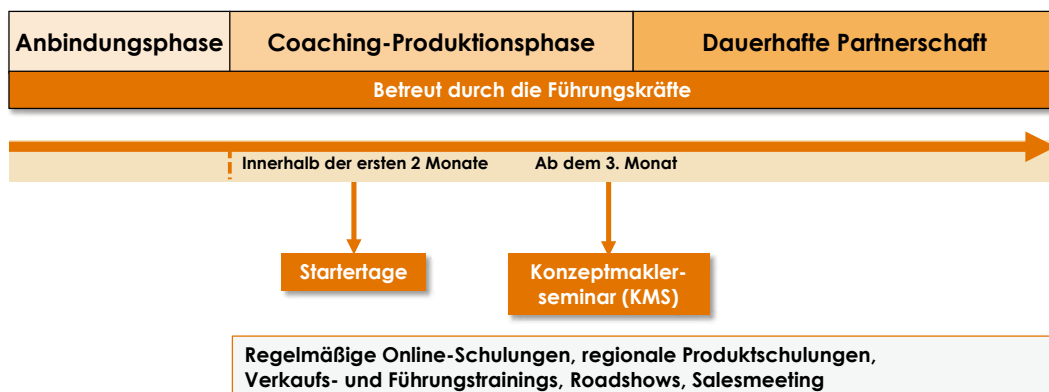 Anbindungsphase
Coaching-Produktionsphase
Dauerhafte Partnerschaft
Betreut durch die Führungskräfte
Innerhalb der ersten 2 Monate
Ab dem 3. Monat
Startertage
Konzeptmakler-
seminar (KMS)
Regelmäßige Online-Schulungen, regionale Produktschulungen,
Verkaufs- und Führungstrainings, Roadshows, Salesmeeting